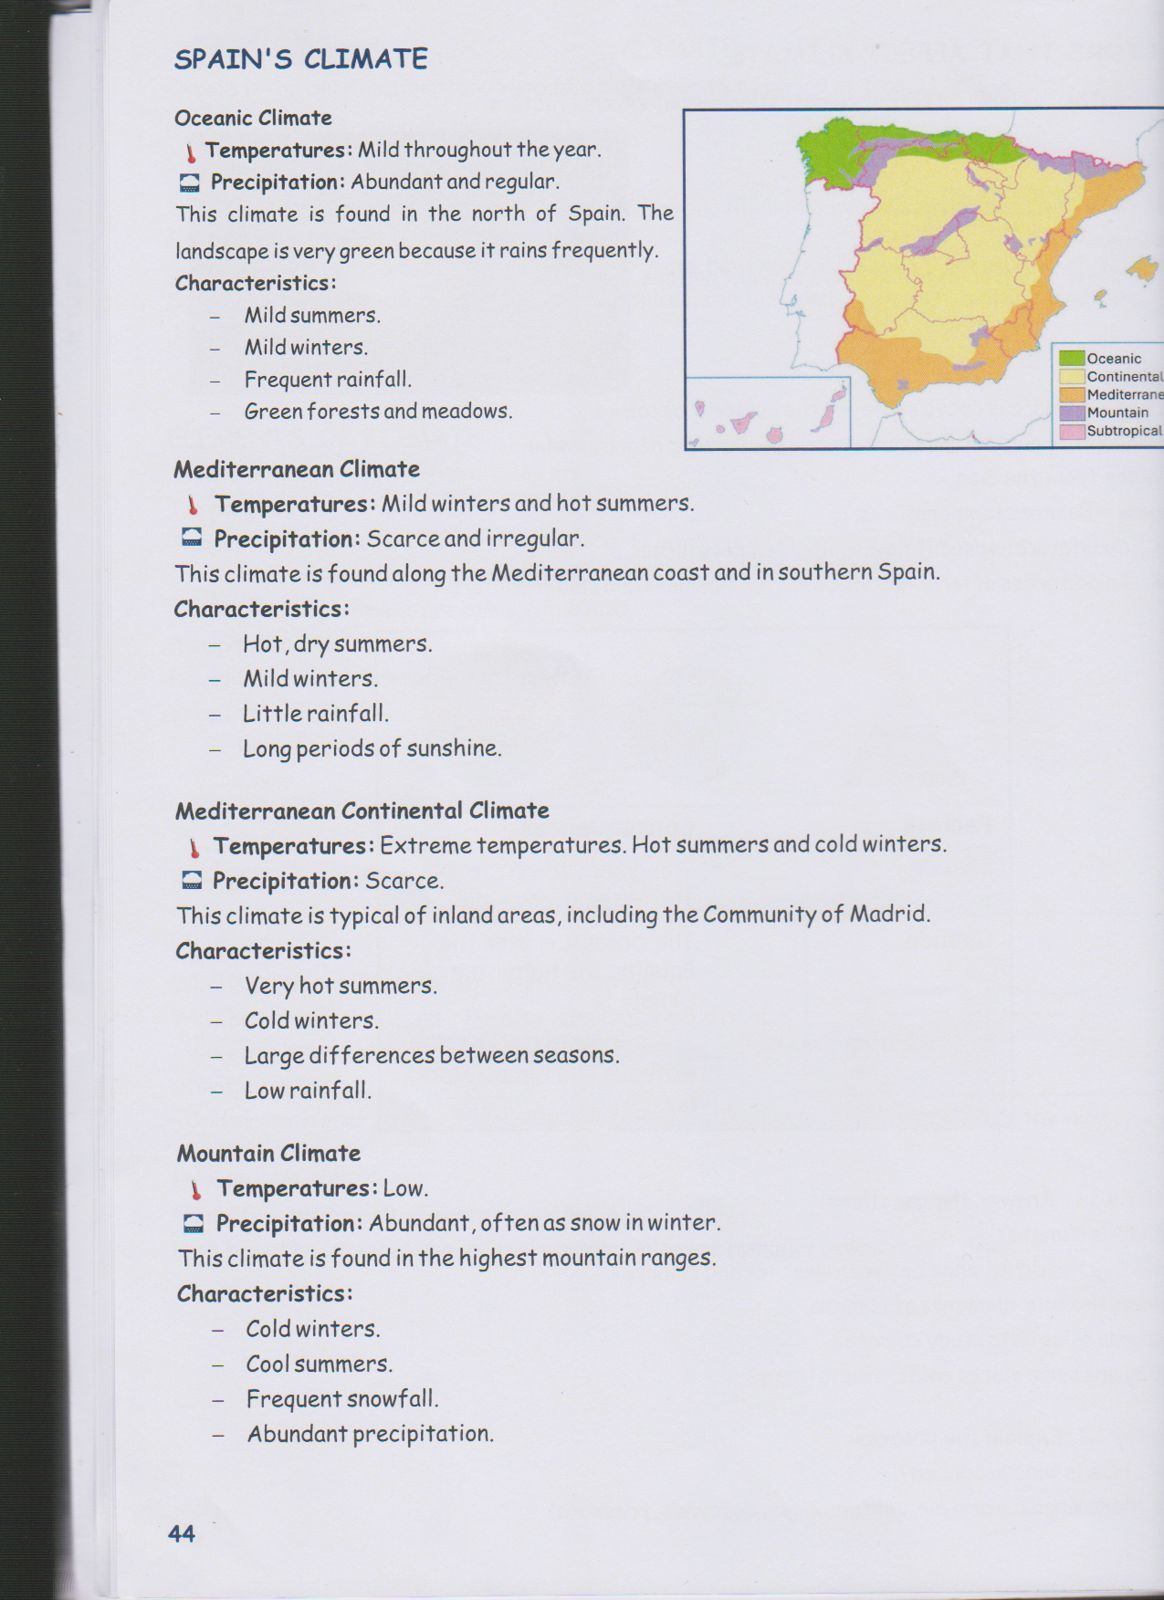 SPAIN'S CLIMATE
Oceanic Climate
Temperatures: Mild throughout the year.
Precipitation: Abundant and regular.
This climate is found in the north of Spain. The
landscape is very green because it rains frequently.
Characteristics:
– Mild summers.
– Mild winters.
– Frequent rainfall.
– Green forests and meadows.
Oceanic
Continental
Mediterrane
Mountain
Subtropical
Mediterranean Climate
Temperatures: Mild winters and hot summers.
Precipitation: Scarce and irregular.
This climate is found along the Mediterranean coast and in southern Spain.
Characteristics:
– Hot, dry summers.
– Mild winters.
– Little rainfall.
– Long periods of sunshine.
Mediterranean Continental Climate
Temperatures: Extreme temperatures. Hot summers and cold winters.
Precipitation: Scarce.
This climate is typical of inland areas, including the Community of Madrid.
Characteristics:
– Very hot summers.
– Cold winters.
– Large differences between seasons.
– Low rainfall.
Mountain Climate
Temperatures: Low.
Precipitation: Abundant, often as snow in winter.
This climate is found in the highest mountain ranges.
Characteristics:
– Cold winters.
– Cool summers.
– Frequent snowfall.
– Abundant precipitation.
44